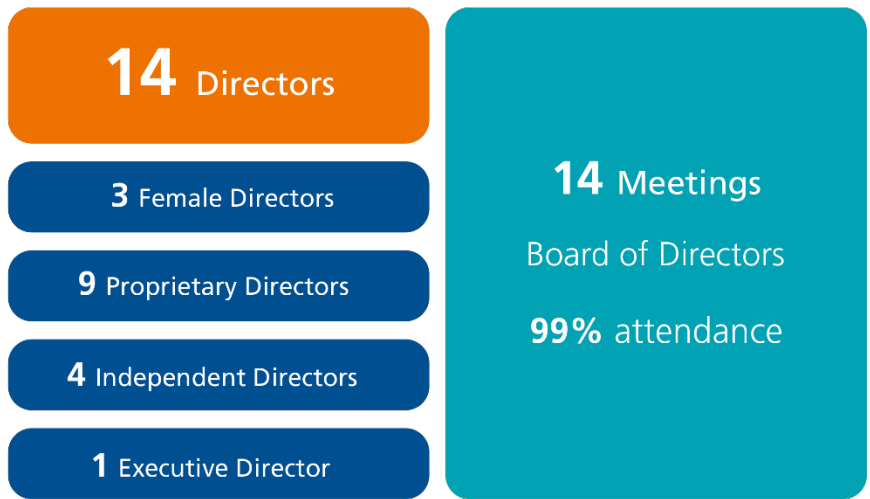 14 Directors
3 Female Directors
9 Proprietary Directors
4 Independent Directors
1 Executive Director
14 Meetings
Board of Directors
99% attendance